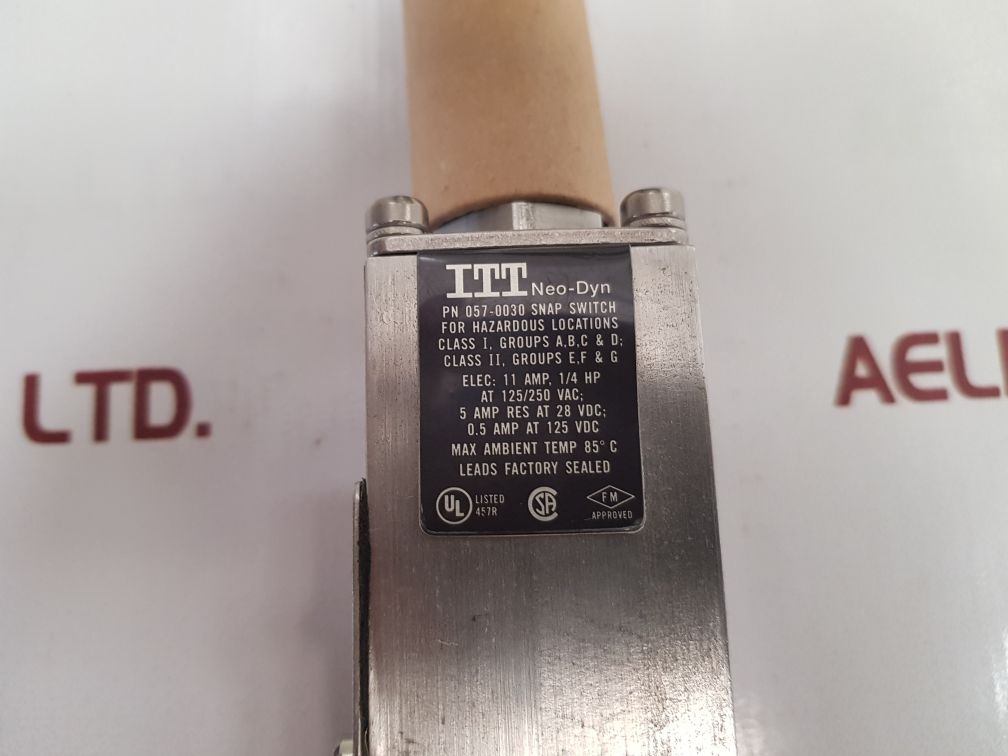 LTD.
AELI
ITT Neo-Dyn
PN 057-0030 SNAP SWITCH
FOR HAZARDOUS LOCATIONS
CLASS I, GROUPS A,B,C & D;
CLASS II, GROUPS E,F & G
ELEC: 11 AMP, 1/4 HP
AT 125/250 VAC;
5 AMP RES AT 28 VDC;
0.5 AMP AT 125 VDC
MAX AMBIENT TEMP 85° C
LEADS FACTORY SEALED
UL LISTED
457R
SA
FM
APPROVED